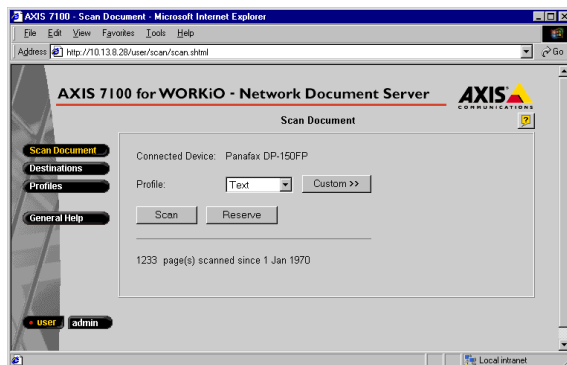 AXIS 7100 - Scan Document - Microsoft Internet Explorer
File Edit View Favorites Tools Help
Address http://10.13.8.28/user/scan/scan.shtml Go
AXIS 7100 for WORKiO - Network Document Server
AXIS
COMMUNICATIONS
Scan Document
?
Scan Document
Destinations
Profiles
General Help
Connected Device: Panafax DP-150FP
Profile: Text Custom >>
Scan Reserve
1233 page(s) scanned since 1 Jan 1970
user admin
Local intranet